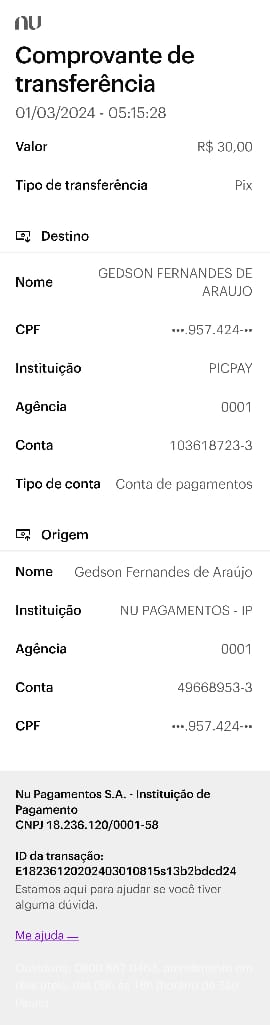 nu
Comprovante de
transferência
01/03/2024 - 05:15:28
Valor R$ 30,00
Tipo de transferência Pix
Destino
Nome GEDSON FERNANDES DE
ARAUJO
CPF •••.957.424-••
Instituição PICPAY
Agência 0001
Conta 103618723-3
Tipo de conta Conta de pagamentos
Origem
Nome Gedson Fernandes de Araújo
Instituição NU PAGAMENTOS - IP
Agência 0001
Conta 49668953-3
CPF •••.957.424-••
Nu Pagamentos S.A. - Instituição de
Pagamento
CNPJ 18.236.120/0001-58
ID da transação:
E18236120202403010815s13b2bdcd24
Estamos aqui para ajudar se você tiver
alguma dúvida.
Me ajuda —
Ouvidoria: 0800 887 0463, atendimento em
dias úteis, das 09h às 18h (horário de São
Paulo).